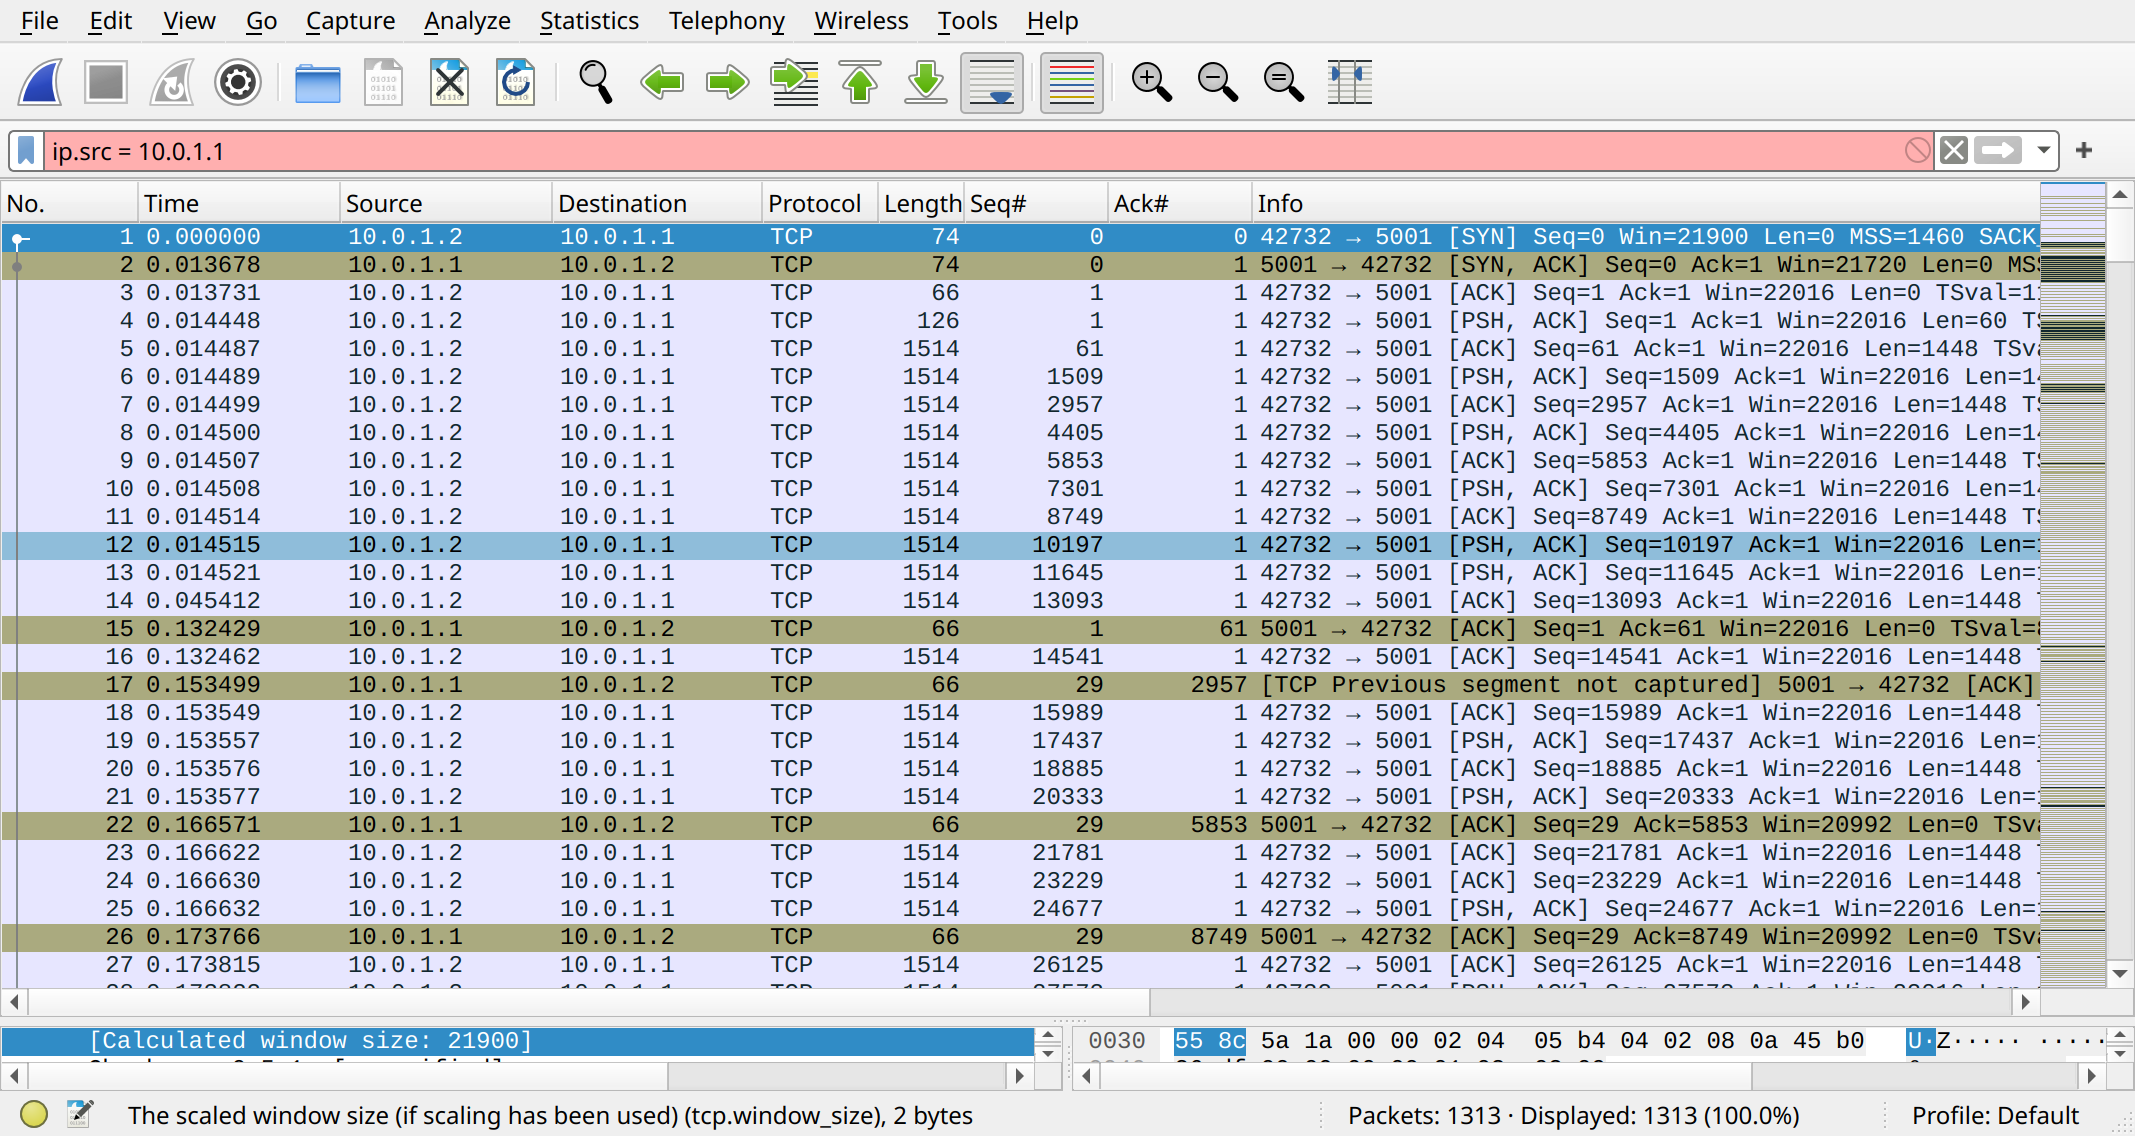 File Edit View Go Capture Analyze Statistics Telephony Wireless Tools Help
ip.src = 10.0.1.1
No. Time Source Destination Protocol Length Seq# Ack# Info
1 0.000000 10.0.1.2 10.0.1.1 TCP 74 0 0 42732 → 5001 [SYN] Seq=0 Win=21900 Len=0 MSS=1460 SACK
2 0.013678 10.0.1.1 10.0.1.2 TCP 74 0 1 5001 → 42732 [SYN, ACK] Seq=0 Ack=1 Win=21720 Len=0
3 0.013731 10.0.1.2 10.0.1.1 TCP 66 1 1 42732 → 5001 [ACK] Seq=1 Ack=1 Win=22016 Len=0
4 0.014448 10.0.1.2 10.0.1.1 TCP 126 1 1 42732 → 5001 [PSH, ACK] Seq=1 Ack=1 Win=22016 Len=60
5 0.014487 10.0.1.2 10.0.1.1 TCP 1514 61 1 42732 → 5001 [ACK] Seq=61 Ack=1 Win=22016 Len=1448
6 0.014489 10.0.1.2 10.0.1.1 TCP 1514 1509 1 42732 → 5001 [PSH, ACK] Seq=1509 Ack=1 Win=22016
7 0.014499 10.0.1.2 10.0.1.1 TCP 1514 2957 1 42732 → 5001 [ACK] Seq=2957 Ack=1 Win=22016 Len=1448
8 0.014500 10.0.1.2 10.0.1.1 TCP 1514 4405 1 42732 → 5001 [PSH, ACK] Seq=4405 Ack=1 Win=22016
9 0.014507 10.0.1.2 10.0.1.1 TCP 1514 5853 1 42732 → 5001 [ACK] Seq=5853 Ack=1 Win=22016 Len=1448
10 0.014508 10.0.1.2 10.0.1.1 TCP 1514 7301 1 42732 → 5001 [PSH, ACK] Seq=7301 Ack=1 Win=22016
11 0.014514 10.0.1.2 10.0.1.1 TCP 1514 8749 1 42732 → 5001 [ACK] Seq=8749 Ack=1 Win=22016 Len=1448
12 0.014515 10.0.1.2 10.0.1.1 TCP 1514 10197 1 42732 → 5001 [PSH, ACK] Seq=10197 Ack=1 Win=22016
13 0.014521 10.0.1.2 10.0.1.1 TCP 1514 11645 1 42732 → 5001 [PSH, ACK] Seq=11645 Ack=1 Win=22016
14 0.045412 10.0.1.2 10.0.1.1 TCP 1514 13093 1 42732 → 5001 [ACK] Seq=13093 Ack=1 Win=22016 Len=1448
15 0.132429 10.0.1.1 10.0.1.2 TCP 66 1 61 5001 → 42732 [ACK] Seq=1 Ack=61 Win=22016 Len=0
16 0.132462 10.0.1.2 10.0.1.1 TCP 1514 14541 1 42732 → 5001 [ACK] Seq=14541 Ack=1 Win=22016 Len=1448
17 0.153499 10.0.1.1 10.0.1.2 TCP 66 29 2957 [TCP Previous segment not captured] 5001 → 42732 [ACK]
18 0.153549 10.0.1.2 10.0.1.1 TCP 1514 15989 1 42732 → 5001 [ACK] Seq=15989 Ack=1 Win=22016 Len=1448
19 0.153557 10.0.1.2 10.0.1.1 TCP 1514 17437 1 42732 → 5001 [PSH, ACK] Seq=17437 Ack=1 Win=22016
20 0.153576 10.0.1.2 10.0.1.1 TCP 1514 18885 1 42732 → 5001 [ACK] Seq=18885 Ack=1 Win=22016 Len=1448
21 0.153577 10.0.1.2 10.0.1.1 TCP 1514 20333 1 42732 → 5001 [PSH, ACK] Seq=20333 Ack=1 Win=22016
22 0.166571 10.0.1.1 10.0.1.2 TCP 66 29 5853 5001 → 42732 [ACK] Seq=29 Ack=5853 Win=20992 Len=0
23 0.166622 10.0.1.2 10.0.1.1 TCP 1514 21781 1 42732 → 5001 [ACK] Seq=21781 Ack=1 Win=22016 Len=1448
24 0.166630 10.0.1.2 10.0.1.1 TCP 1514 23229 1 42732 → 5001 [ACK] Seq=23229 Ack=1 Win=22016 Len=1448
25 0.166632 10.0.1.2 10.0.1.1 TCP 1514 24677 1 42732 → 5001 [PSH, ACK] Seq=24677 Ack=1 Win=22016
26 0.173766 10.0.1.1 10.0.1.2 TCP 66 29 8749 5001 → 42732 [ACK] Seq=29 Ack=8749 Win=20992 Len=0
27 0.173815 10.0.1.2 10.0.1.1 TCP 1514 26125 1 42732 → 5001 [ACK] Seq=26125 Ack=1 Win=22016 Len=1448
[Calculated window size: 21900]
0030 55 8c 5a 1a 00 00 02 04 05 b4 04 02 08 0a 45 b0 U·Z····· ·····
The scaled window size (if scaling has been used) (tcp.window_size), 2 bytes
Packets: 1313 · Displayed: 1313 (100.0%)
Profile: Default